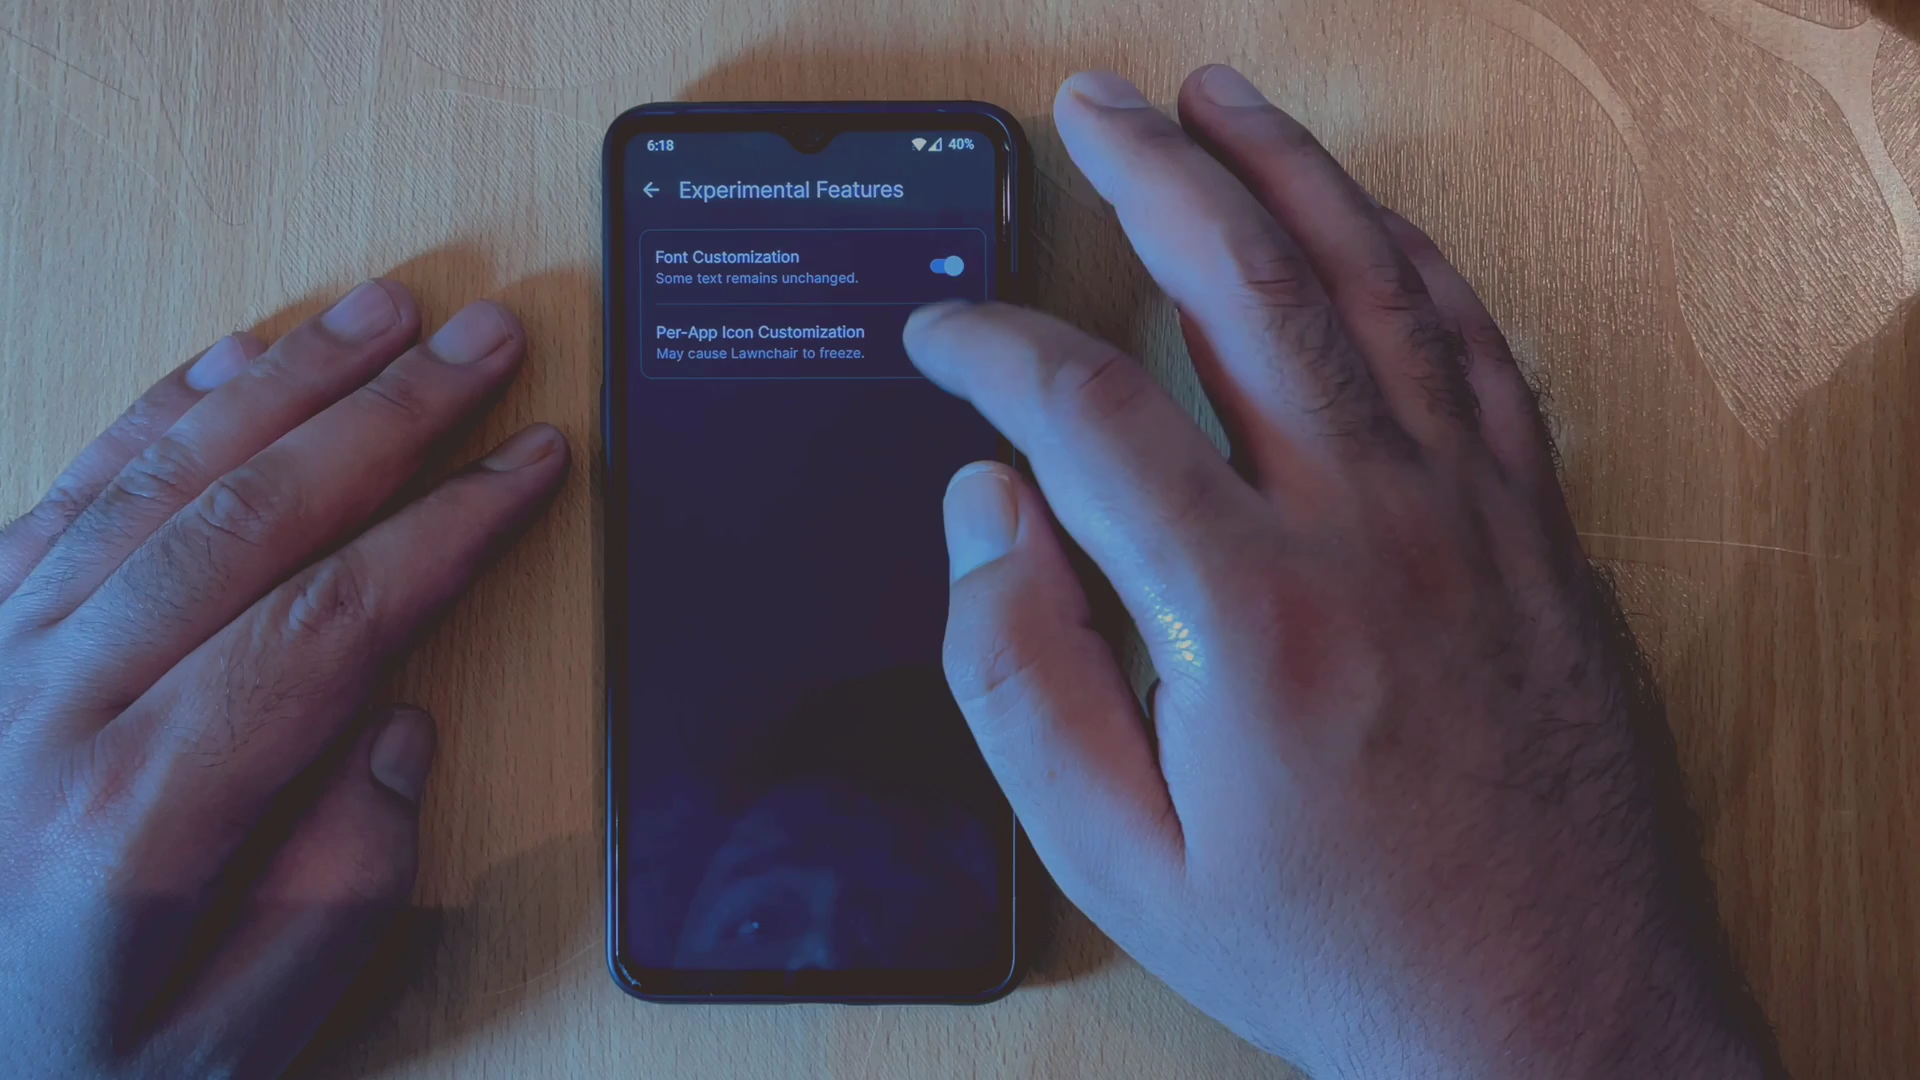 6:18
40%
Experimental Features
Font Customization
Some text remains unchanged.
Per-App Icon Customization
May cause Lawnchair to freeze.